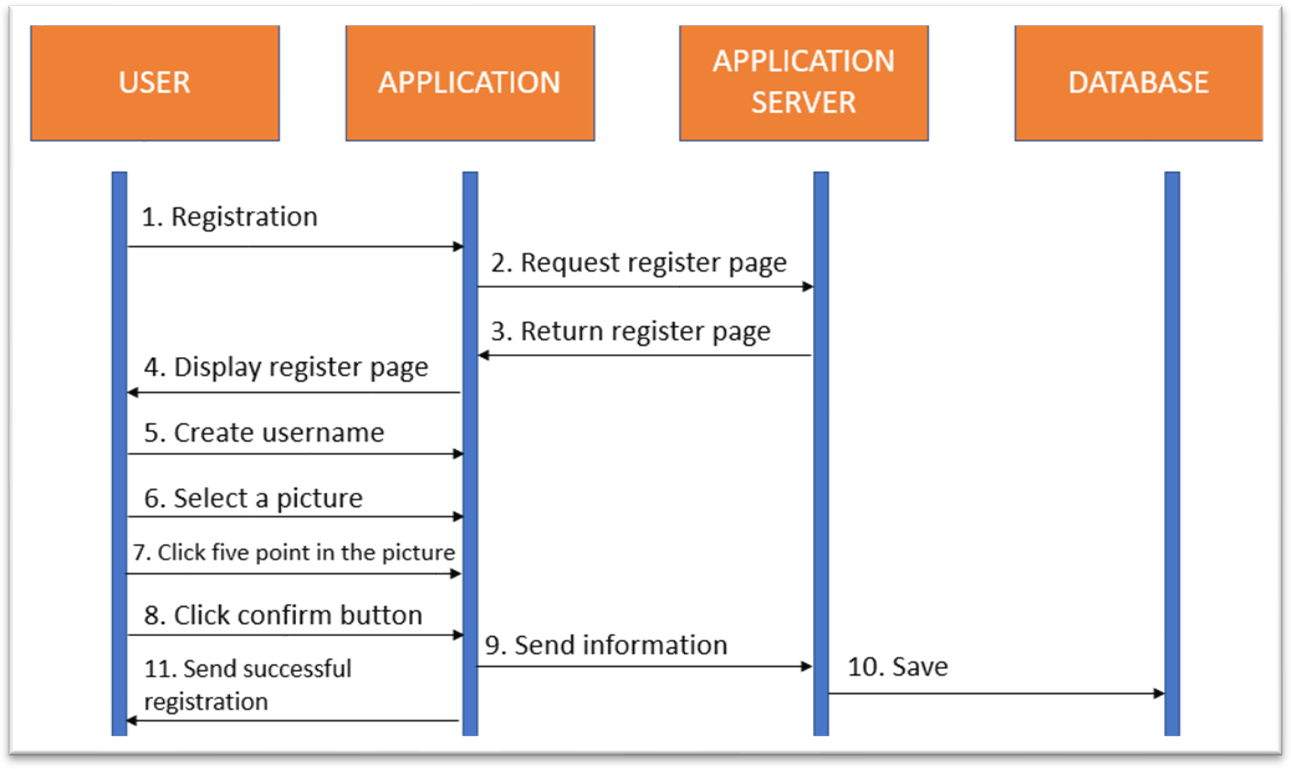 USER
APPLICATION
APPLICATION
SERVER
DATABASE
1. Registration
2. Request register page
3. Return register page
4. Display register page
5. Create username
6. Select a picture
7. Click five point in the picture
8. Click confirm button
9. Send information
10. Save
11. Send successful
registration